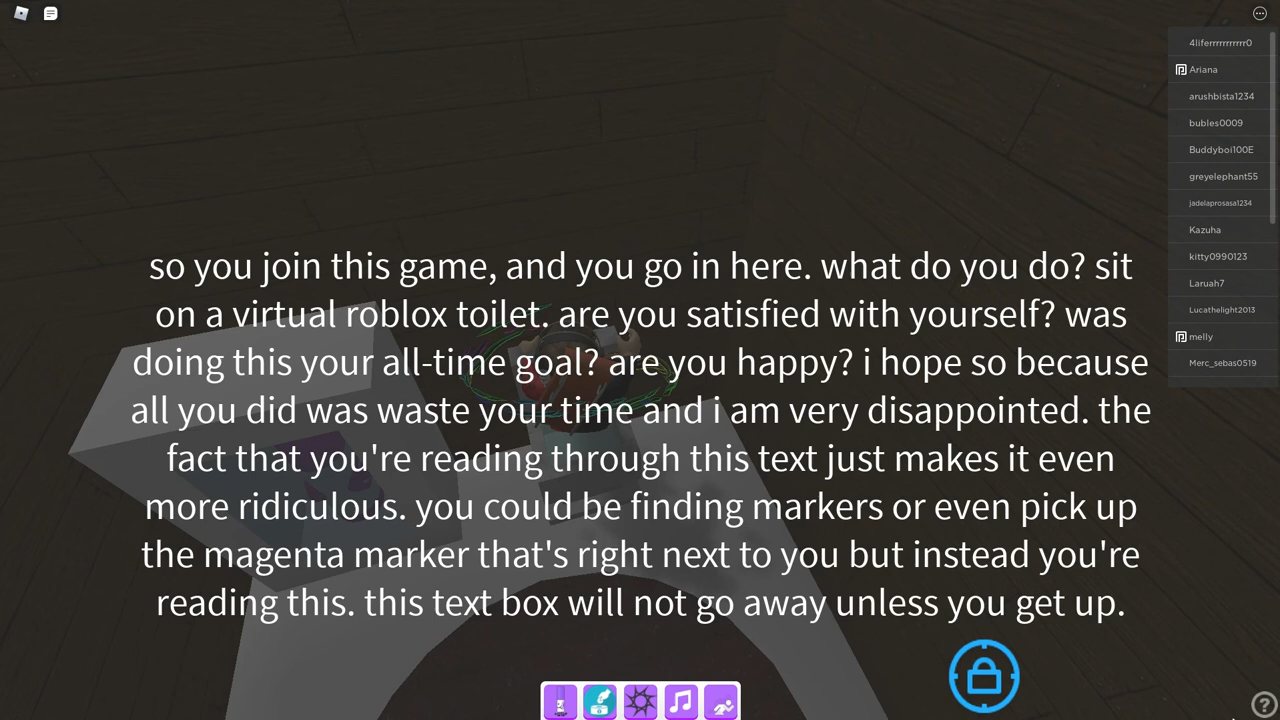 4liferrrrrrrrrrr0
Ariana
arushbista1234
bubles0009
Buddyboi100E
greyelephant55
jadelaprosasa1234
Kazuha
kitty0990123
Laruah7
Lucathelight2013
melly
Merc_sebas0519
so you join this game, and you go in here. what do you do? sit
on a virtual roblox toilet. are you satisfied with yourself? was
doing this your all-time goal? are you happy? i hope so because
all you did was waste your time and i am very disappointed. the
fact that you're reading through this text just makes it even
more ridiculous. you could be finding markers or even pick up
the magenta marker that's right next to you but instead you're
reading this. this text box will not go away unless you get up.
?